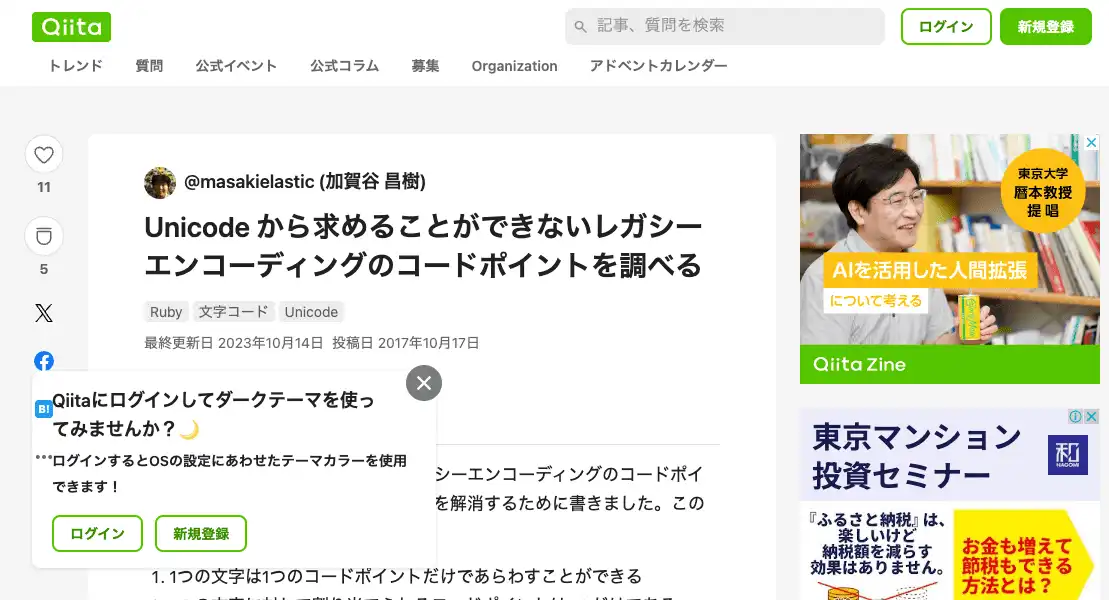 Qiita
記事、質問を検索
ログイン
新規登録
トレンド
質問
公式イベント
公式コラム
募集
Organization
アドベントカレンダー
11
5
@masakielastic (加賀谷 昌樹)
Unicode から求めることができないレガシー
エンコーディングのコードポイントを調べる
Ruby
文字コード
Unicode
最終更新日 2023年10月14日 投稿日 2017年10月17日
B!
Qiitaにログインしてダークテーマを使っ
てみませんか？🌙
ログインするとOSの設定にあわせたテーマカラーを使用
できます！
ログイン
新規登録
シーエンコーディングのコードポイ
を解消するために書きました。この
1. 1つの文字は1つのコードポイントだけであらわすことができる
東京大学
暦本教授
提 唱
AIを活用した人間拡張
について考える
Qiita Zine
東京マンション
投資セミナー
和
HAGOMI
『ふるさと納税』は、
楽しいけど
納税額を減らす
効果はありません。
お金も増えて
節税もできる
方法とは？